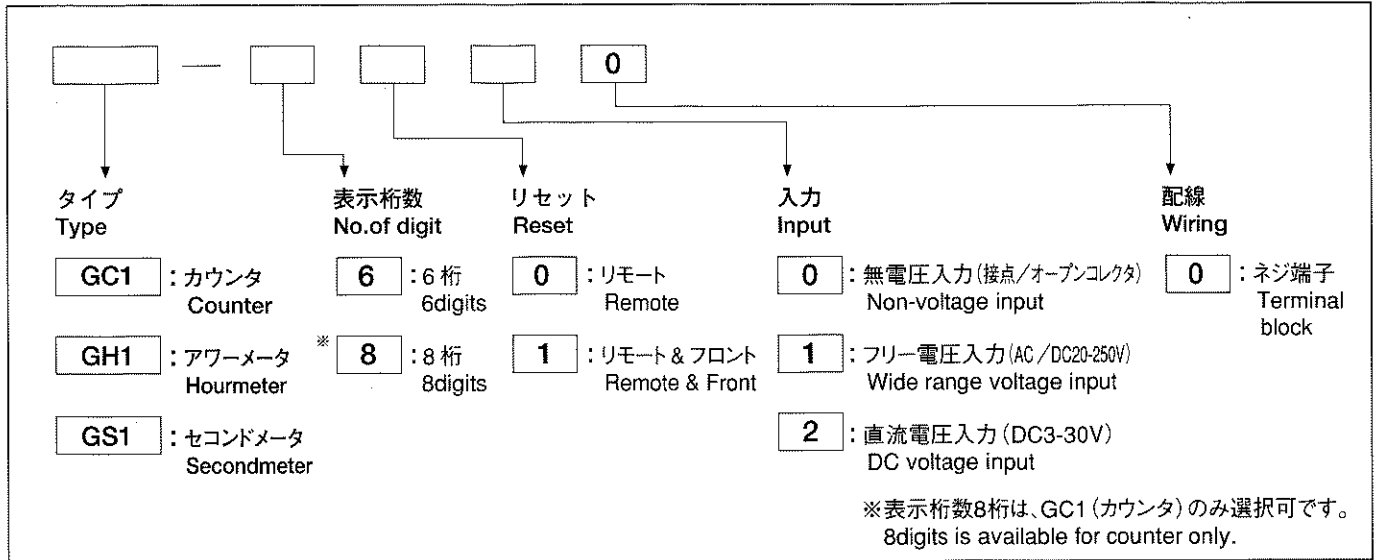 — 0
タイプ
Type
表示桁数
No.of digit
リセット
Reset
入力
Input
配線
Wiring
GC1 : カウンタ
Counter
GH1 : アワーメータ
Hourmeter
GS1 : セコンドメータ
Secondmeter
6 : 6桁
6digits
※ 8 : 8桁
8digits
0 : リモート
Remote
1 : リモート&フロント
Remote & Front
0 : 無電圧入力(接点/オープンコレクタ)
Non-voltage input
1 : フリー電圧入力(AC/DC20-250V)
Wide range voltage input
2 : 直流電圧入力(DC3-30V)
DC voltage input
0 : ネジ端子
Terminal
block
※表示桁数8桁は、GC1(カウンタ)のみ選択可です。
8digits is available for counter only.